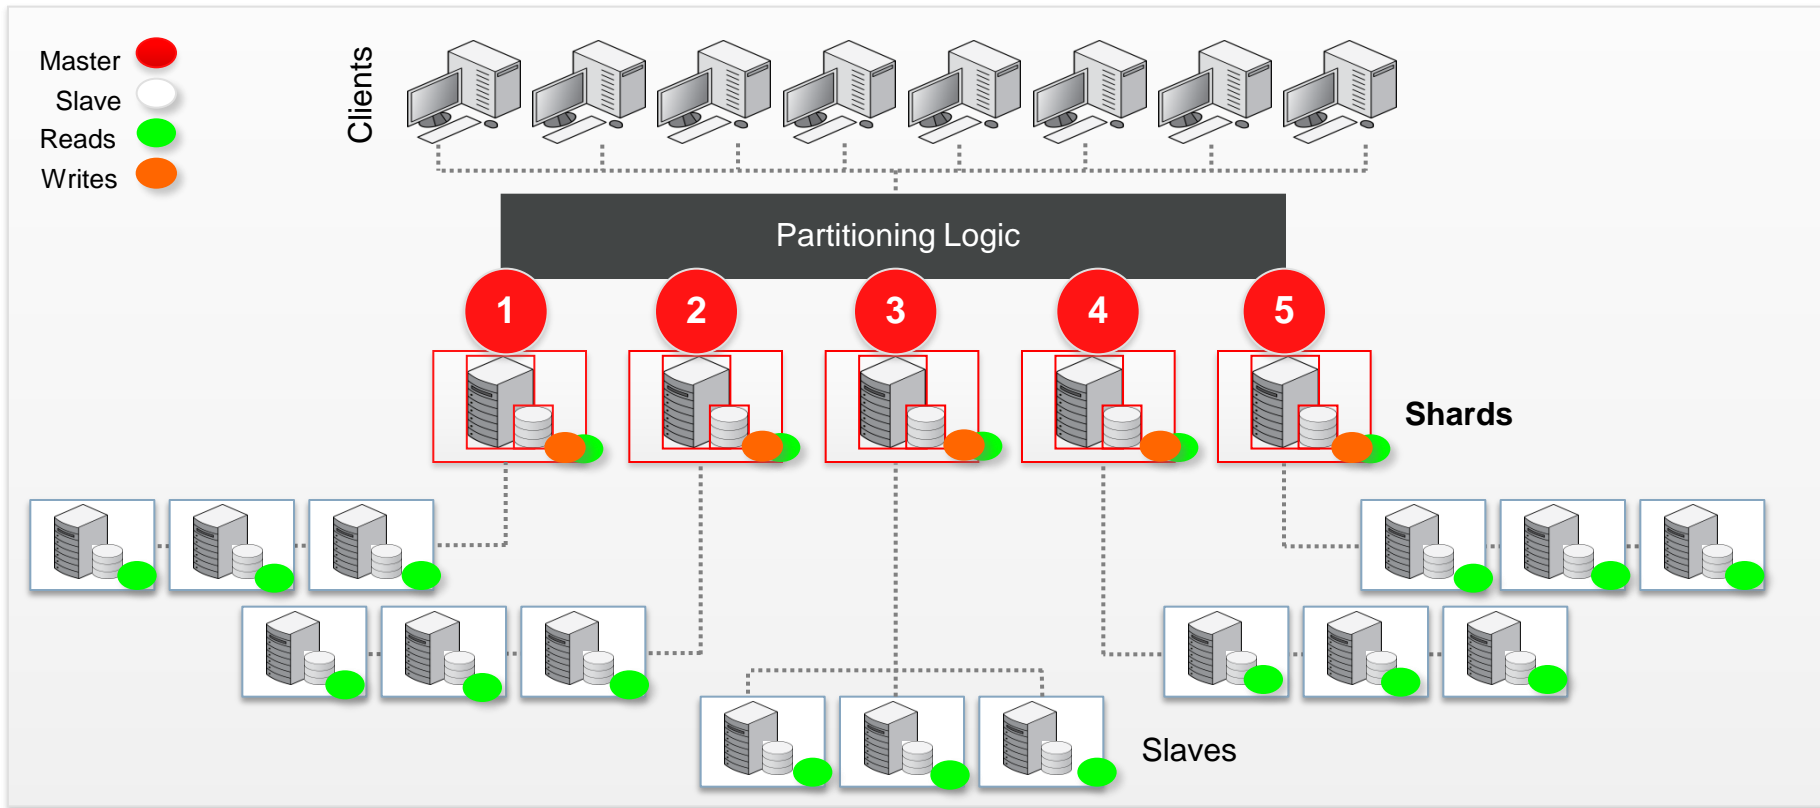 Master
Slave
Reads
Writes
Clients
Partitioning Logic
1
2
3
4
5
Shards
Slaves